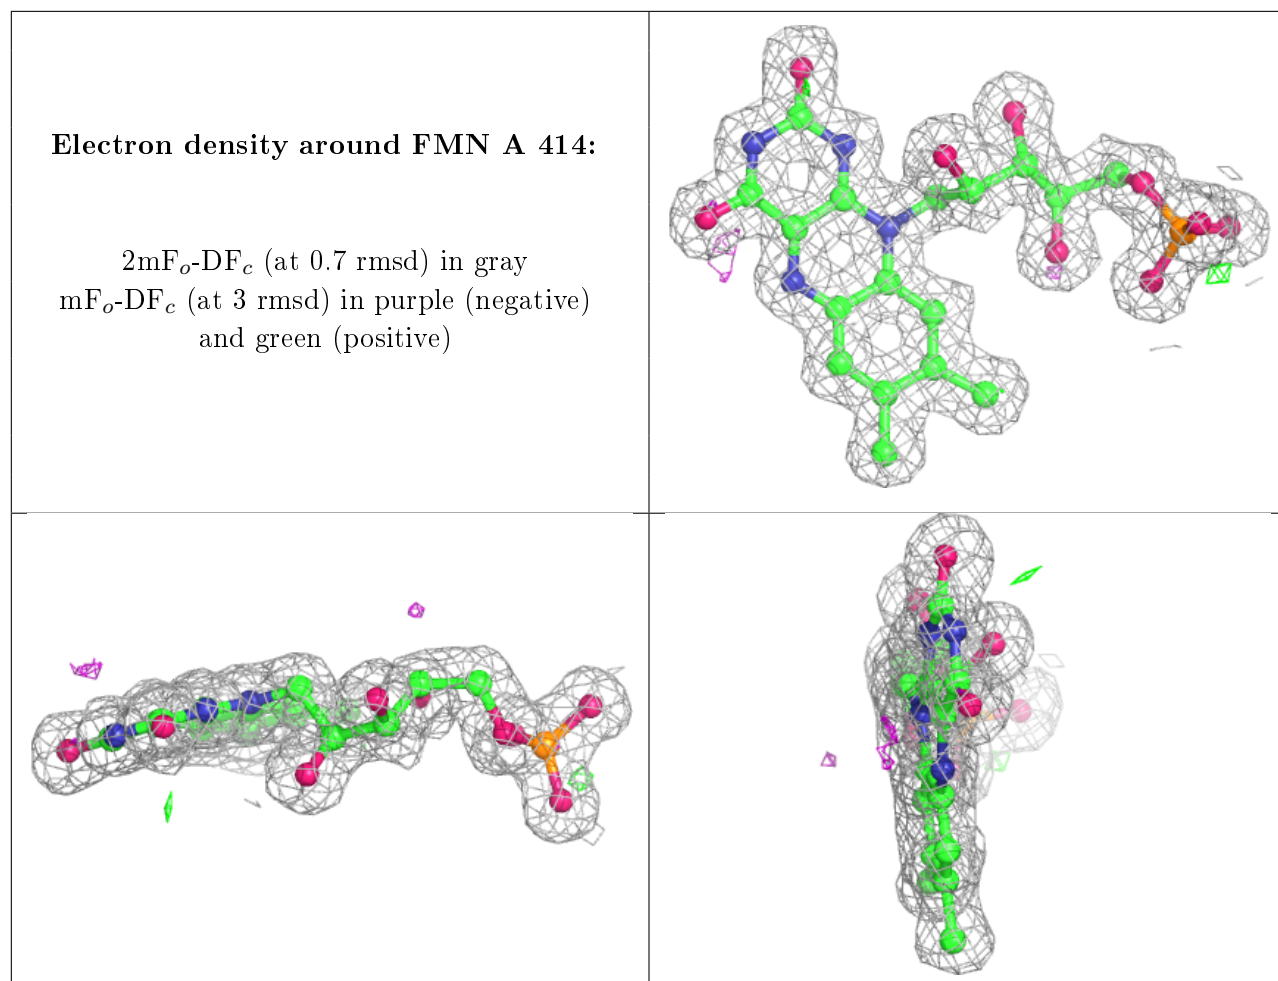 Electron density around FMN A 414:
2mFo-DFc (at 0.7 rmsd) in gray
mFo-DFc (at 3 rmsd) in purple (negative)
and green (positive)